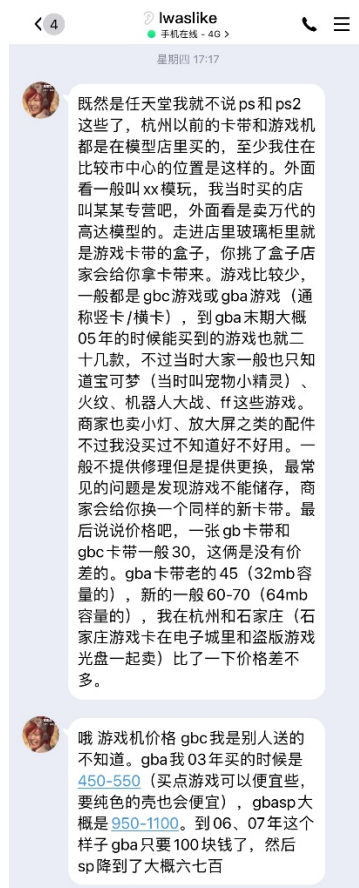 4
lwaslike
手机在线 - 4G >
星期四 17:17
既然是任天堂我就不说ps和ps2
这些了，杭州以前的卡带和游戏机
都是在模型店里买的，至少我住在
比较市中心的位置是这样的。外面
看一般叫xx模玩，我当时买的店
叫某某专营吧，外面看是卖万代的
高达模型的。走进店里玻璃柜里就
是游戏卡带的盒子，你挑了盒子店
家会给你拿卡带来。游戏比较少，
一般都是gbc游戏或gba游戏（通
称竖卡/横卡），到gba末期大概
05年的时候能买到的游戏也就二
十几款，不过当时大家一般也只知
道宝可梦（当时叫宠物小精灵）、
火纹、机器人大战、ff这些游戏。
商家也卖小灯、放大屏之类的配件
不过我没买过不知道好不好用。一
般不提供修理但是提供更换，最常
见的问题是发现游戏不能储存，商
家会给你换一个同样的新卡带。最
后说说价格吧，一张gb卡带和
gbc卡带一般30，这俩是没有价
差的。gba卡带老的45（32mb容
量的），新的一般60-70（64mb
容量的），我在杭州和石家庄（石
家庄游戏卡在电子城里和盗版游戏
光盘一起卖）比了一下价格差不
多。
哦 游戏机价格 gbc我是别人送的
不知道。gba我03年买的时候是
450-550（买点游戏可以便宜些，
要纯色的壳也会便宜），gbasp大
概是950-1100。到06、07年这个
样子gba只要100块钱了，然后
sp降到了大概六七百